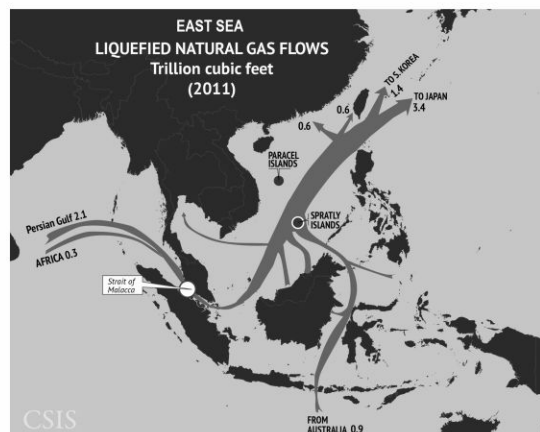 EAST SEA
LIQUEFIED NATURAL GAS FLOWS
Trillion cubic feet
(2011)
TO S. KOREA
1.4
TO JAPAN
3.4
0.6
0.6
PARACEL
ISLANDS
SPRATLY
ISLANDS
Persian Gulf 2.1
AFRICA 0.3
Strait of
Malacca
FROM
AUSTRALIA 0.9
CSIS